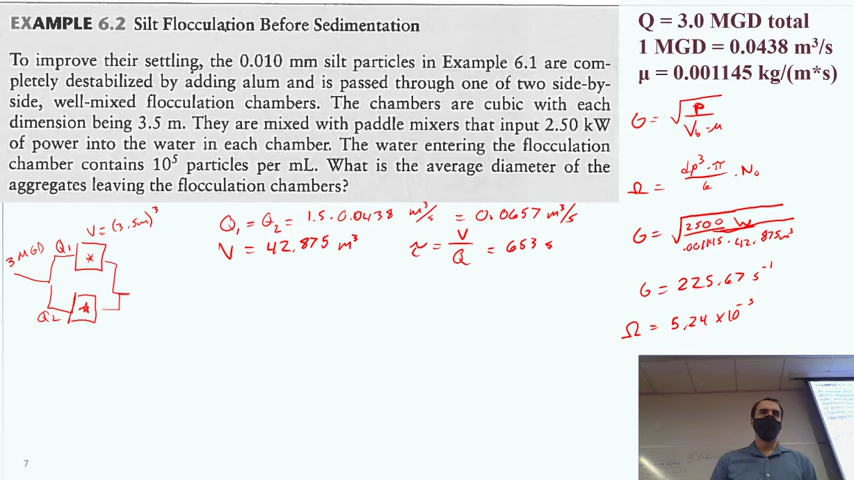 EXAMPLE 6.2 Silt Flocculation Before Sedimentation
To improve their settling, the 0.010 mm silt particles in Example 6.1 are com-
pletely destabilized by adding alum and is passed through one of two side-by-
side, well-mixed flocculation chambers. The chambers are cubic with each
dimension being 3.5 m. They are mixed with paddle mixers that input 2.50 kW
of power into the water in each chamber. The water entering the flocculation
chamber contains 10⁵ particles per mL. What is the average diameter of the
aggregates leaving the flocculation chambers?
Q = 3.0 MGD total
1 MGD = 0.0438 m³/s
µ = 0.001145 kg/(m*s)
G = √(P / V_b·µ)
Ω = dp³·π / 6 · N₀
G = √(2500 W / .001145 · 42.875m³)
G = 225.67 s⁻¹
Ω = 5.24 × 10⁻⁵
V = (3.5m)³
3 MGD
Q₁
Q₂
Q₁ = Q₂ = 1.5 · 0.0438 m³/s = 0.0657 m³/s
V = 42.875 m³
τ = V/Q = 653 s
7